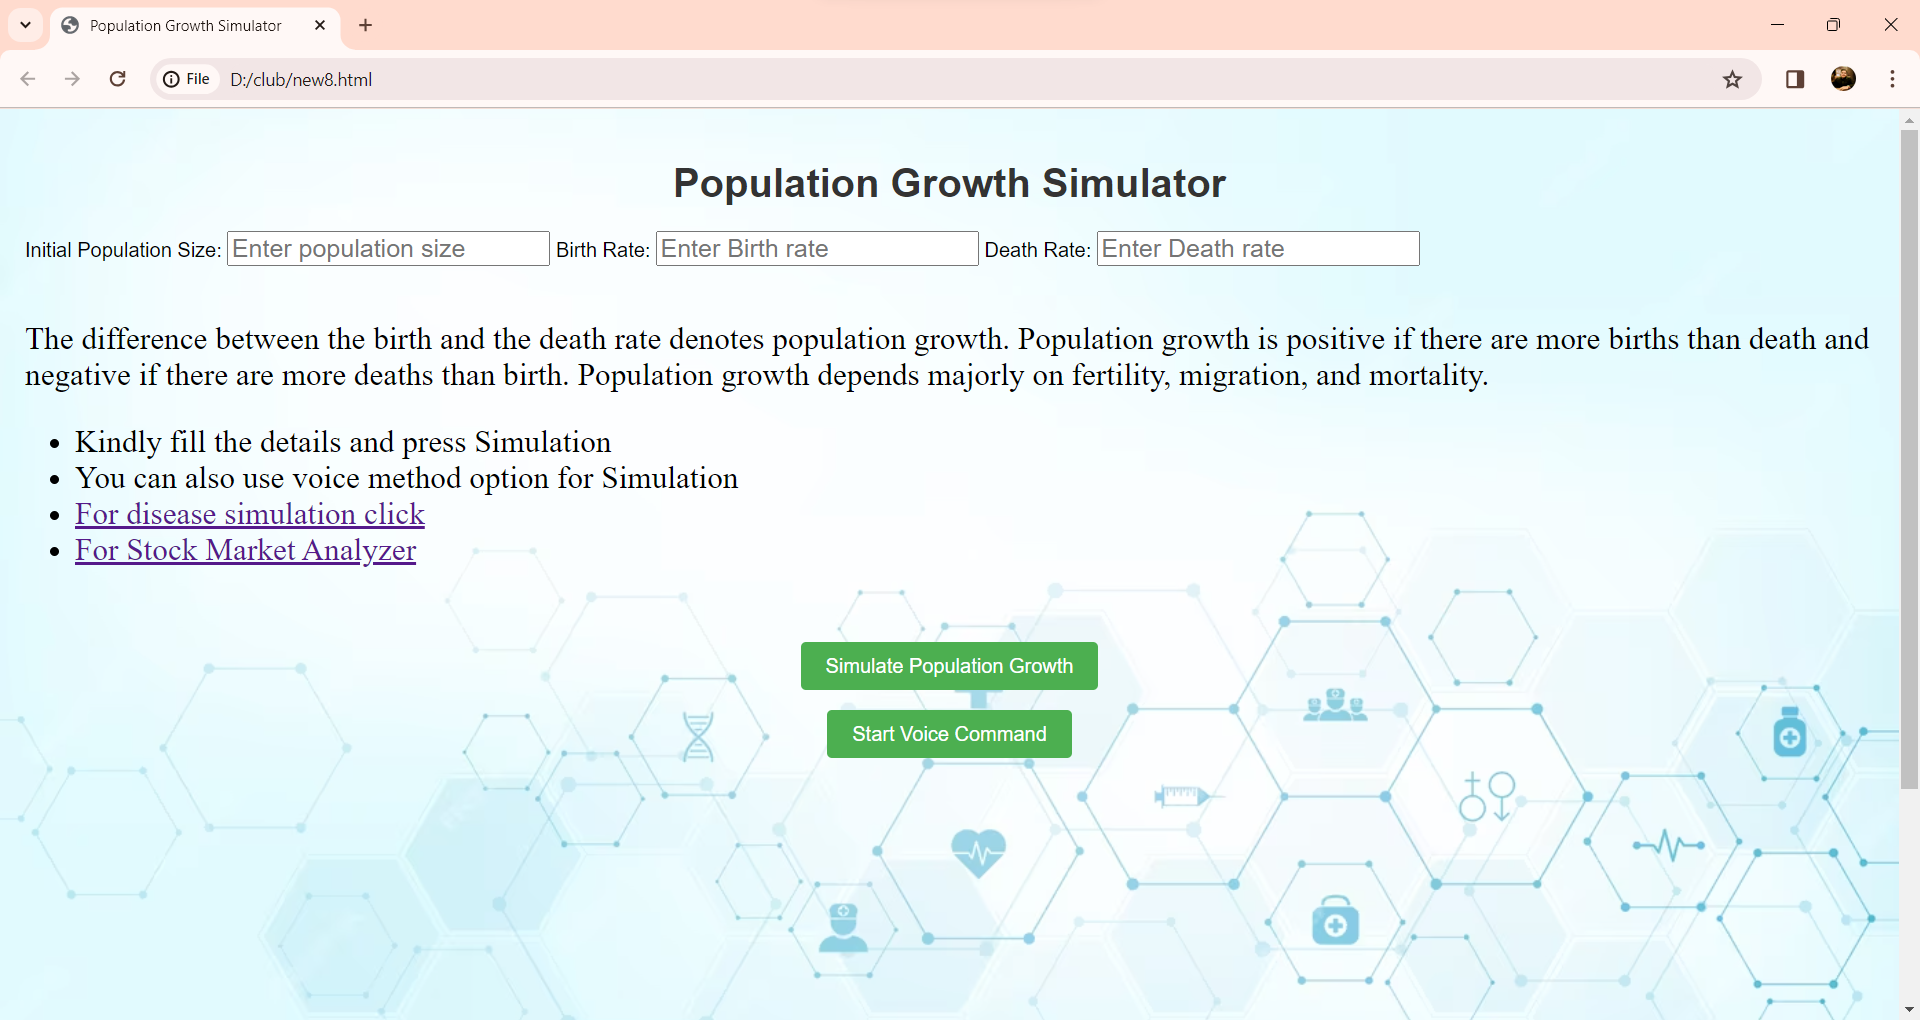 Population Growth Simulator
File D:/club/new8.html
Population Growth Simulator
Initial Population Size: Enter population size Birth Rate: Enter Birth rate Death Rate: Enter Death rate
The difference between the birth and the death rate denotes population growth. Population growth is positive if there are more births than death and
negative if there are more deaths than birth. Population growth depends majorly on fertility, migration, and mortality.
• Kindly fill the details and press Simulation
• You can also use voice method option for Simulation
• For disease simulation click
• For Stock Market Analyzer
Simulate Population Growth
Start Voice Command